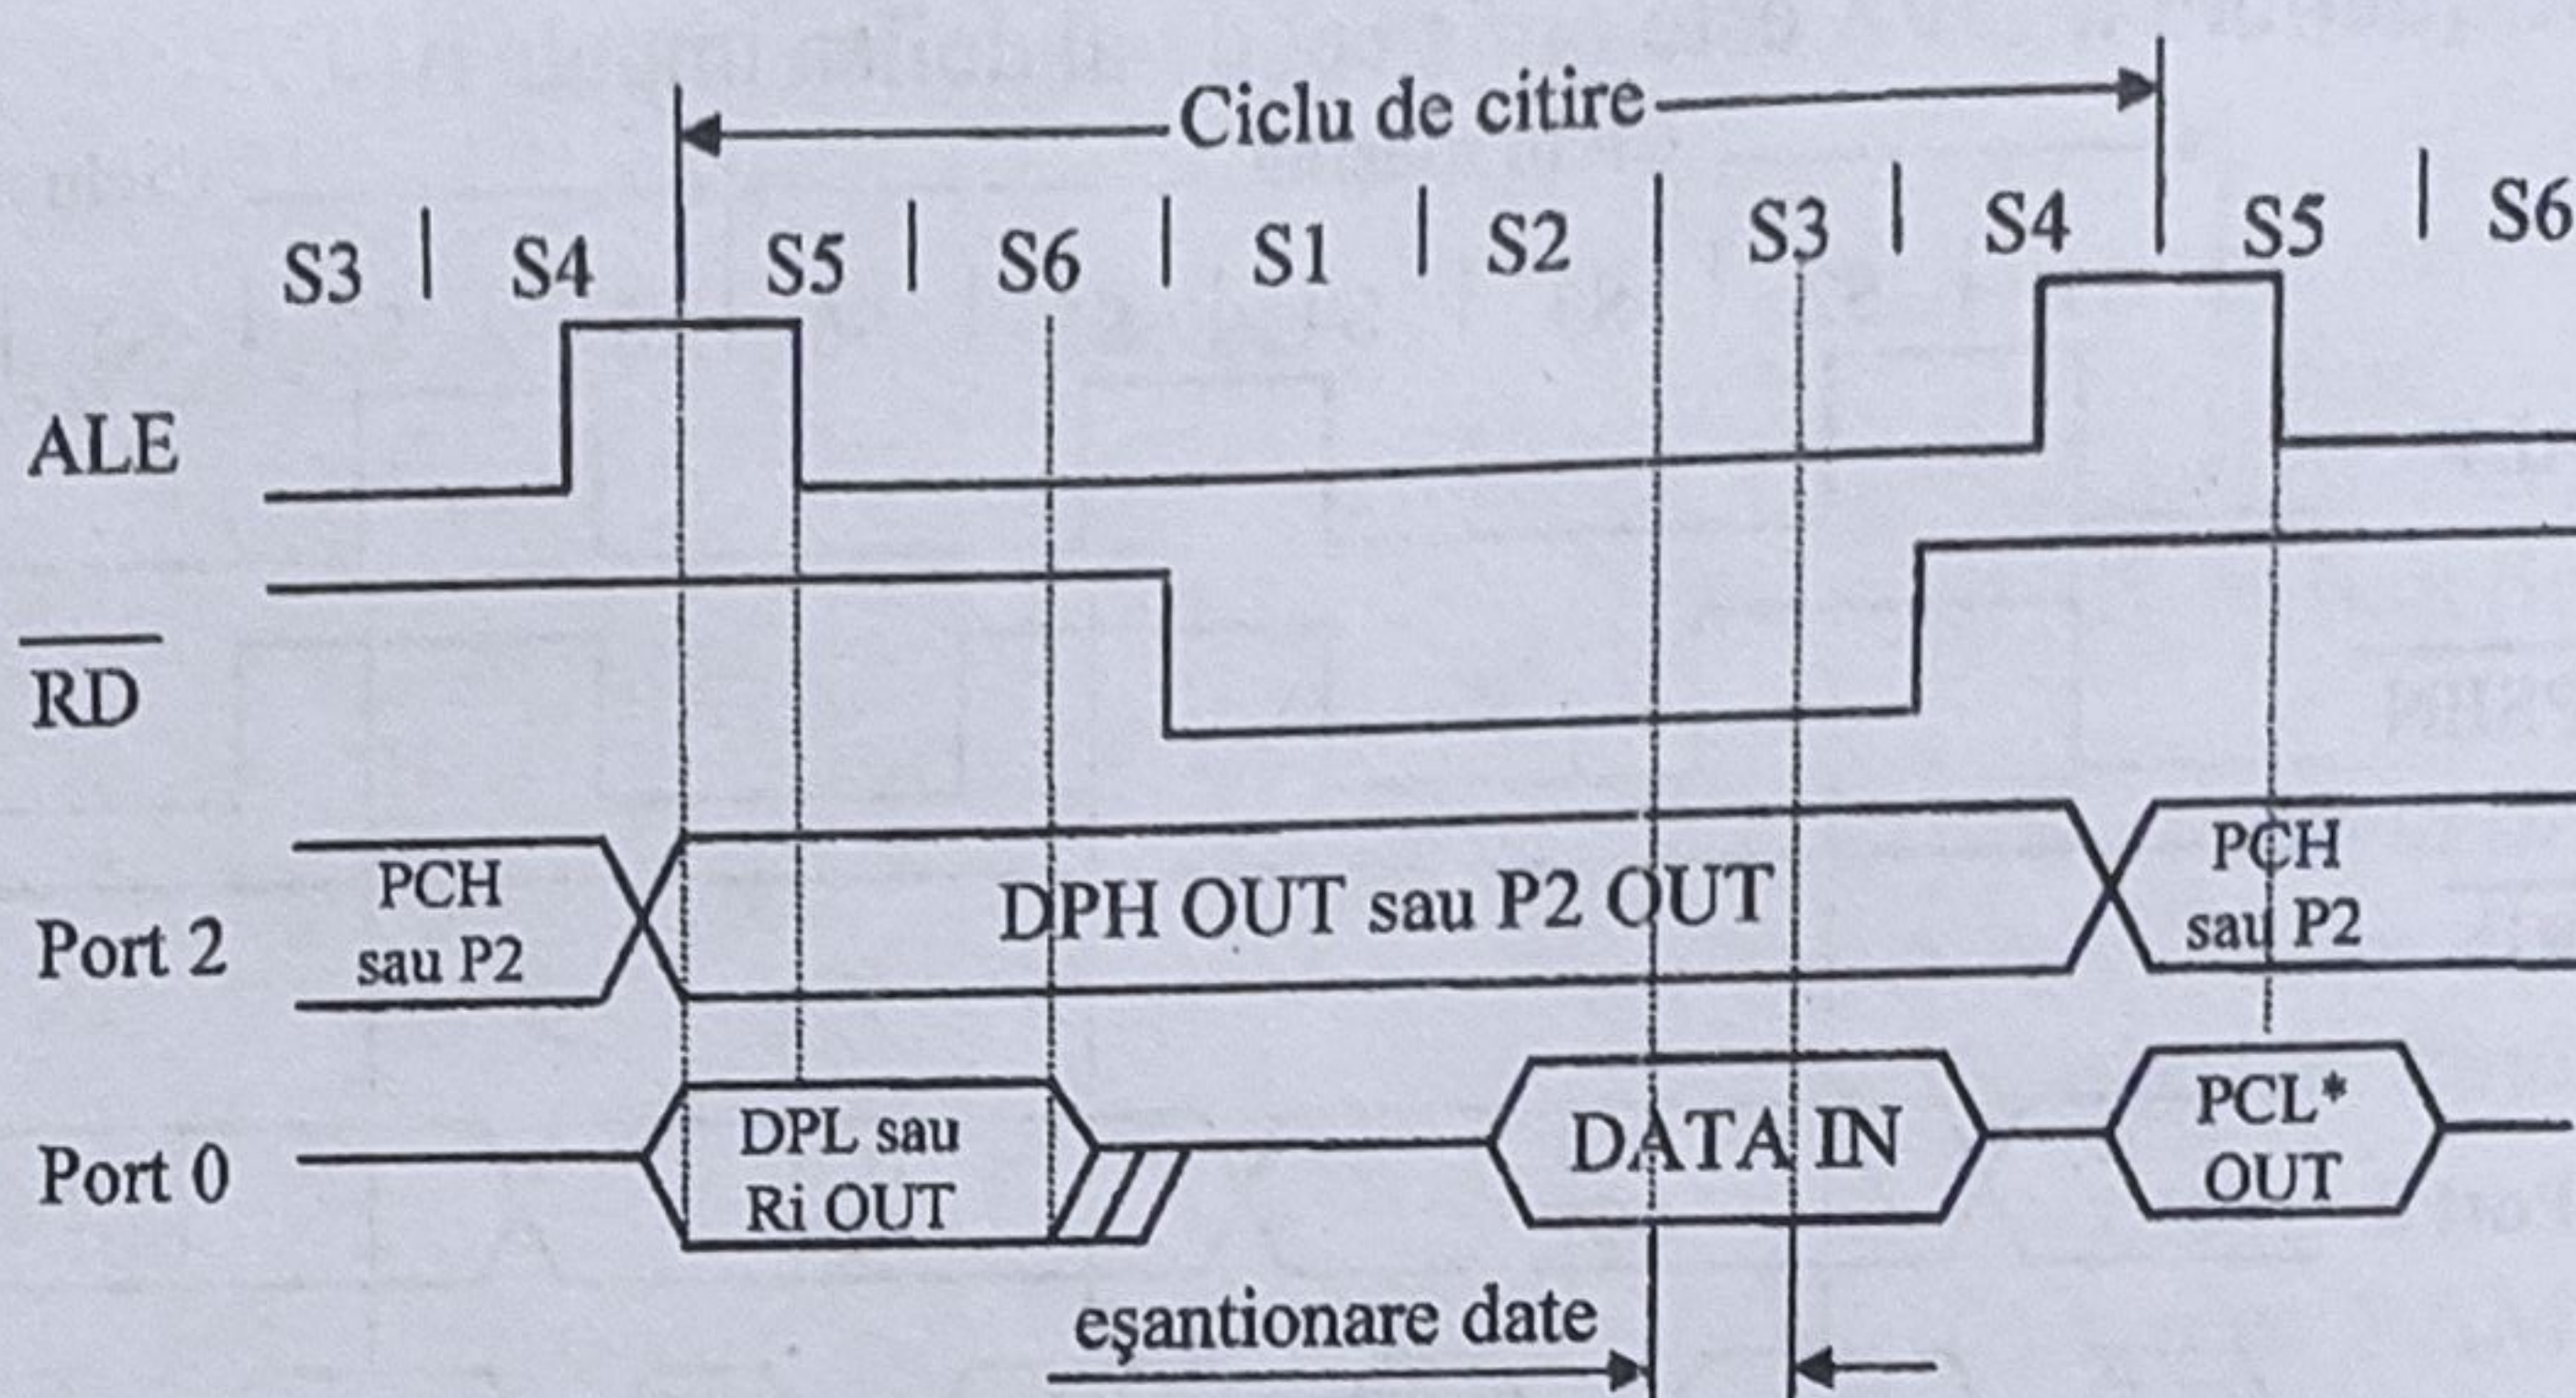 Ciclu de citire
S3 | S4 | S5 | S6 | S1 | S2 | S3 | S4 | S5 | S6
ALE
RD
Port 2
PCH
sau P2
DPH OUT sau P2 OUT
PCH
sau P2
Port 0
DPL sau
Ri OUT
DATA IN
PCL*
OUT
eşantionare date